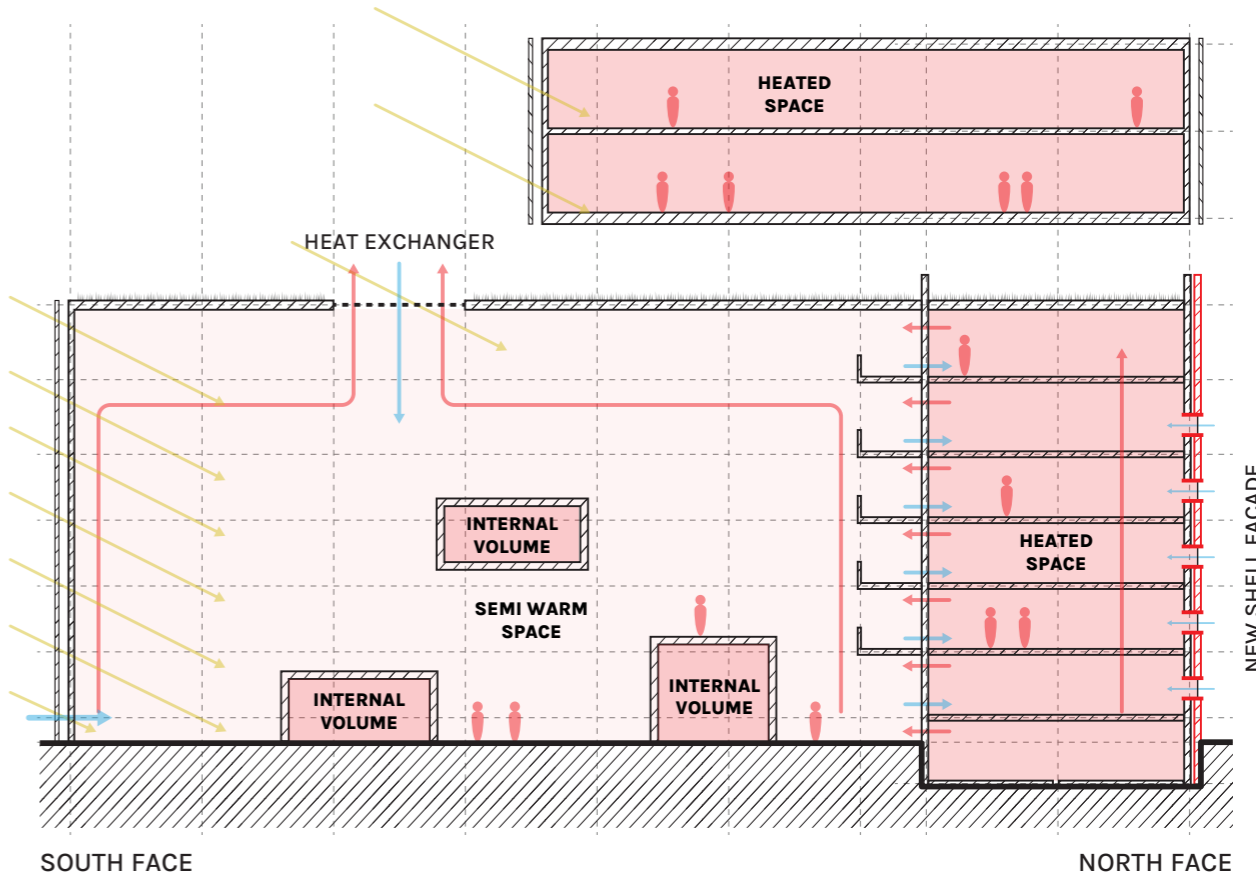 HEATED
SPACE
HEAT EXCHANGER
INTERNAL
VOLUME
HEATED
SPACE
SEMI WARM
SPACE
INTERNAL
VOLUME
INTERNAL
VOLUME
NEW SHELL FACADE
SOUTH FACE
NORTH FACE